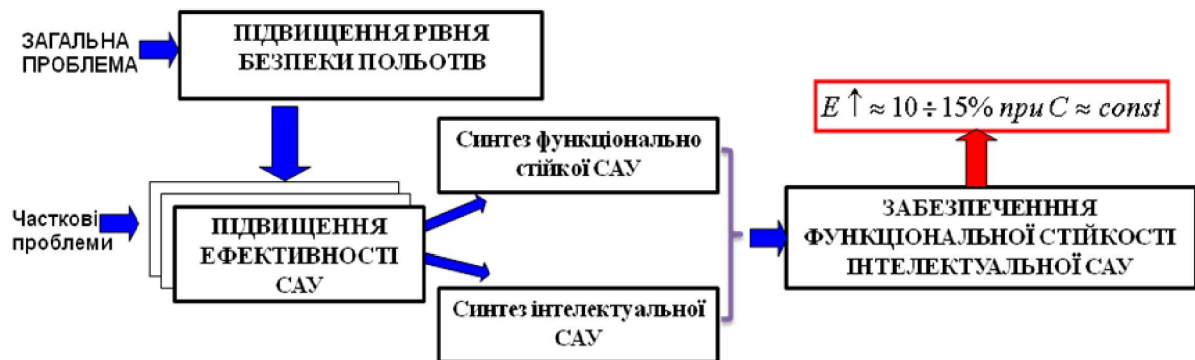 ЗАГАЛЬНА
ПРОБЛЕМА
ПІДВИЩЕННЯ РІВНЯ
БЕЗПЕКИ ПОЛЬОТІВ
E ↑ ≈ 10 ÷ 15% при C ≈ const
Синтез функціонально
стійкої САУ
Часткові
проблеми
ПІДВИЩЕННЯ
ЕФЕКТИВНОСТІ
САУ
ЗАБЕЗПЕЧЕНННЯ
ФУНКЦІОНАЛЬНОЇ СТІЙКОСТІ
ІНТЕЛЕКТУАЛЬНОЇ САУ
Синтез інтелектуальної
САУ